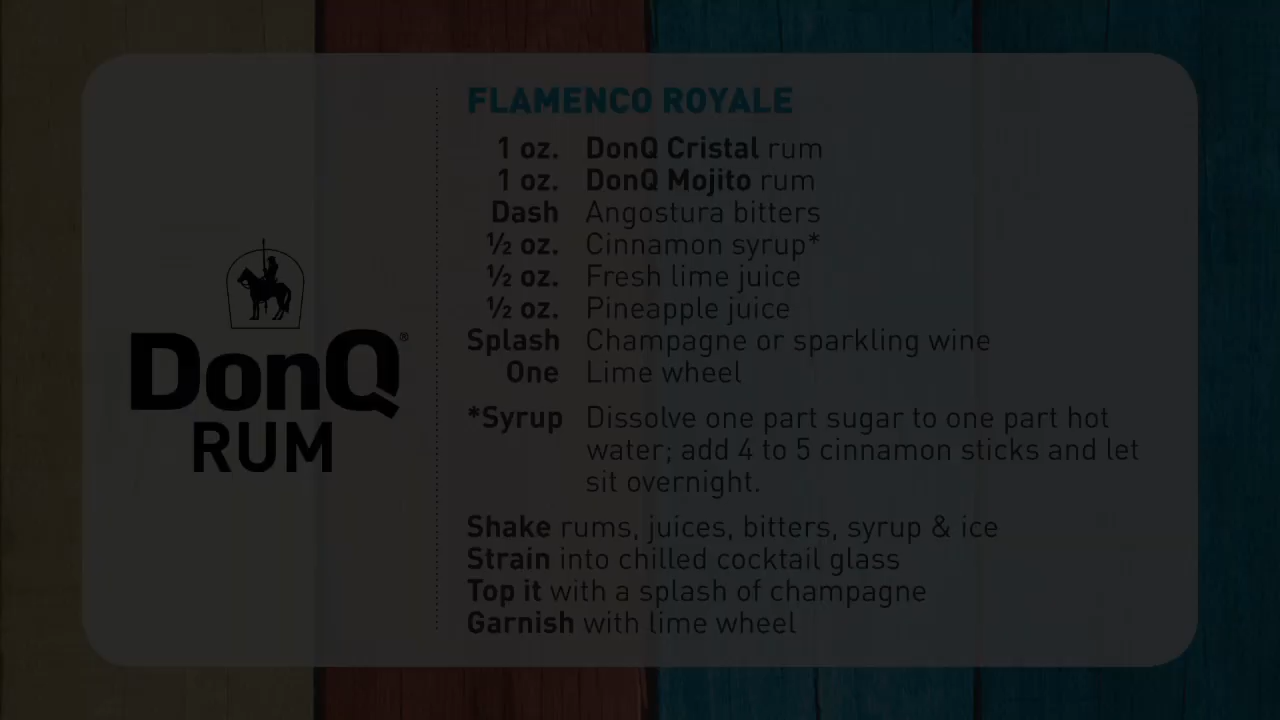 DonQ®
RUM
FLAMENCO ROYALE
1 oz. DonQ Cristal rum
1 oz. DonQ Mojito rum
Dash Angostura bitters
½ oz. Cinnamon syrup*
½ oz. Fresh lime juice
½ oz. Pineapple juice
Splash Champagne or sparkling wine
One Lime wheel
*Syrup Dissolve one part sugar to one part hot
water; add 4 to 5 cinnamon sticks and let
sit overnight.
Shake rums, juices, bitters, syrup & ice
Strain into chilled cocktail glass
Top it with a splash of champagne
Garnish with lime wheel